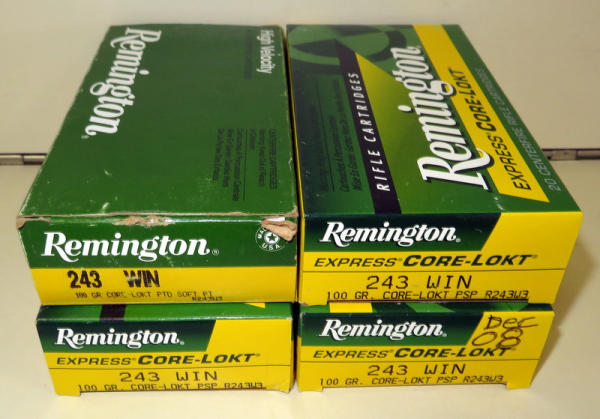 Remington
High Velocity
RIFLE CARTRIDGES
Remington
EXPRESS CORE-LOKT
20 CENTERFIRE RIFLE CARTRIDGES
Remington®
MADE IN USA
243 WIN
100 GR CORE-LOKT PTD SOFT PT
R243W3
Remington®
EXPRESS® CORE-LOKT®
243 WIN
100 GR. CORE-LOKT PSP R243W3
Remington®
EXPRESS® CORE-LOKT®
243 WIN
100 GR. CORE-LOKT PSP R243W3
Remington®
Dec
08
EXPRESS® CORE-LOKT®
243 WIN
100 GR. CORE-LOKT PSP R243W3